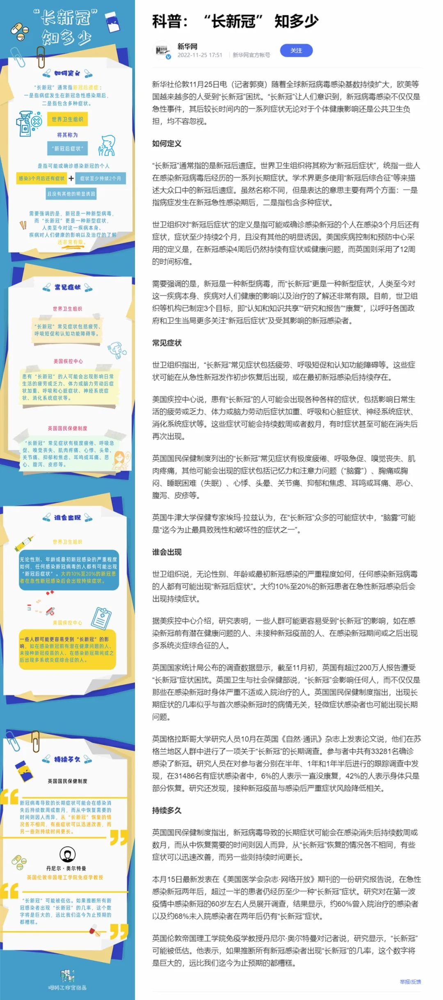 “长新冠”
知多少
如何定义
“长新冠”通常指新冠后遗症：
一是指病症发生在新冠急性感染期后，
二是指包含多种症状。
世界卫生组织
将其称为
“新冠后症状”
是指可能或确诊感染新冠的个人
感染3个月后还有症状 + 症状至少持续2个月
且没有其他的明显诱因
需要强调的是，新冠是一种新型病毒，
而“长新冠”更是一种新型症状，
人类至今对这一疾病本身、
疾病对人们健康的影响以及治疗的了解
还非常有限。
常见症状
世界卫生组织
“长新冠”常见症状包括疲劳、
呼吸短促和认知功能障碍等。
美国疾控中心
患有“长新冠”的人可能会出现影响日常
生活的疲劳或乏力、体力或脑力劳动后症
状加重、呼吸和心脏症状、神经系统症
状、消化系统症状等。
英国国民保健制度
“长新冠”常见症状有极度疲倦、呼吸急
促、嗅觉丧失、肌肉疼痛、心悸、头晕、
关节痛、抑郁和焦虑、耳鸣或耳痛、恶
心、腹泻、皮疹等。
谁会出现
世界卫生组织
无论性别、年龄或最初新冠感染的严重程度
如何，任何感染新冠病毒的人都有可能出现
“新冠后症状”。大约10%至20%的新冠患
者在急性新冠感染后会出现持续症状。
美国疾控中心
一些人群可能更容易受到“长新冠”的影
响，如在感染新冠前有潜在健康问题的人、
未接种新冠疫苗的人、在感染新冠期间或之
后出现多系统炎症综合征的人。
持续多久
英国国民保健制度
新冠病毒导致的长期症状可能会在感染消
失后持续数周或数月，而从中恢复需要的
时间则因人而异，从“长新冠”恢复的情
况各不相同，有些症状可以迅速改善，而
另一些则持续时间更长。
丹尼尔·奥尔特曼
英国伦敦帝国理工学院免疫学教授
“长新冠”可能被低估。如果推断所有新
冠感染者出现“长新冠”的几率，这个数
字将是巨大的，远比我们迄今为止预期的
都糟糕。
唠科工作室出品
科普：“长新冠” 知多少
新华网
2022-11-25 17:51 | 新华网官方帐号
关注
新华社伦敦11月25日电（记者郭爽）随着全球新冠病毒感染基数持续扩大，欧美等
国越来越多的人受到“长新冠”困扰。“长新冠”让人们意识到，新冠病毒感染不仅仅是
急性事件，其后较长时间内的一系列症状无论对于个体健康影响还是公共卫生负
担，均不容忽视。
如何定义
“长新冠”通常指的是新冠后遗症。世界卫生组织将其称为“新冠后症状”，统指一些人
在感染新冠病毒后经历的一系列长期症状。学术界更多使用“新冠后综合征”等来描
述大众口中的新冠后遗症。虽然名称不同，但是表达的意思主要有两个方面：一是
指病症发生在新冠急性感染期后，二是指包含多种症状。
世卫组织对“新冠后症状”的定义是指可能或确诊感染新冠的个人在感染3个月后还有
症状，症状至少持续2个月，且没有其他的明显诱因。美国疾病控制和预防中心采
用的定义是，在新冠感染4周后仍然持续有症状或健康问题，而英国则采用了12周
的时间标准。
需要强调的是，新冠是一种新型病毒，而“长新冠”更是一种新型症状，人类至今对
这一疾病本身、疾病对人们健康的影响以及治疗的了解还非常有限。目前，世卫组
织等机构已制定3个目标，即“认知和知识共享”“研究和报告”“康复”，以呼吁各国政
府和卫生当局更多关注“新冠后症状”及受其影响的新冠感染者。
常见症状
世卫组织指出，“长新冠”常见症状包括疲劳、呼吸短促和认知功能障碍等。这些症
状可能在从急性新冠发作初步恢复后出现，或在最初新冠感染后持续存在。
美国疾控中心说，患有“长新冠”的人可能会出现各种各样的症状，包括影响日常生
活的疲劳或乏力、体力或脑力劳动后症状加重、呼吸和心脏症状、神经系统症状、
消化系统症状等。这些症状可能会持续数周或者数月，有时症状甚至可能在消失后
再次出现。
英国国民保健制度列出的“长新冠”常见症状有极度疲倦、呼吸急促、嗅觉丧失、肌
肉疼痛，其他可能会出现的症状包括记忆力和注意力问题（“脑雾”）、胸痛或胸
闷、睡眠困难（失眠）、心悸、头晕、关节痛、抑郁和焦虑、耳鸣或耳痛、恶心、
腹泻、皮疹等。
英国牛津大学保健专家埃玛·拉兹认为，在“长新冠”众多的可能症状中，“脑雾”可能
是“迄今为止最具致残性和破坏性的症状之一”。
谁会出现
世卫组织说，无论性别、年龄或最初新冠感染的严重程度如何，任何感染新冠病毒
的人都有可能出现“新冠后症状”。大约10%至20%的新冠患者在急性新冠感染后会
出现持续症状。
据美疾控中心介绍，研究表明，一些人群可能更容易受到“长新冠”的影响，如在感
染新冠前有潜在健康问题的人、未接种新冠疫苗的人、在感染新冠期间或之后出现
多系统炎症综合征的人。
英国国家统计局公布的调查数据显示，截至11月初，英国有超过200万人报告遭受
“长新冠”症状困扰。英国卫生与社会保健部说，“长新冠”会影响任何人，而不仅仅是
那些在感染新冠时身体严重不适或入院治疗的人。英国国民保健制度指出，出现长
期症状的几率似乎与首次感染新冠时的病情无关，轻微症状感染者也可能出现长期
问题。
英国格拉斯哥大学研究人员10月在英国《自然·通讯》杂志上发表论文说，他们在苏
格兰地区人群中进行了一项关于“长新冠”的长期调查。参与者中共有33281名确诊
感染了新冠。研究人员在对参与者分别在半年、1年和1年半后进行的跟踪调查中发
现，在31486名有症状感染者中，6%的人表示一直没康复，42%的人表示身体只是
部分恢复。研究还发现，接种新冠疫苗与感染后严重症状风险降低相关。
持续多久
英国国民保健制度指出，新冠病毒导致的长期症状可能会在感染消失后持续数周或
数月，而从中恢复需要的时间则因人而异，从“长新冠”恢复的情况各不相同，有些
症状可以迅速改善，而另一些则持续时间更长。
本月15日最新发表在《美国医学会杂志·网络开放》期刊的一份研究报告说，在急性
感染新冠两年后，超过一半的患者仍经历至少一种“长新冠”症状。研究对在第一波
疫情中感染新冠的60岁左右人员展开调查，结果显示，约60%曾入院治疗的感染者
以及约68%未入院感染者在两年后仍有“长新冠”症状。
英国伦敦帝国理工学院免疫学教授丹尼尔·奥尔特曼对记者说，研究显示，“长新冠”
可能被低估。他表示，如果推断所有新冠感染者出现“长新冠”的几率，这个数字将
是巨大的，远比我们迄今为止预期的都糟糕。
举报/反馈